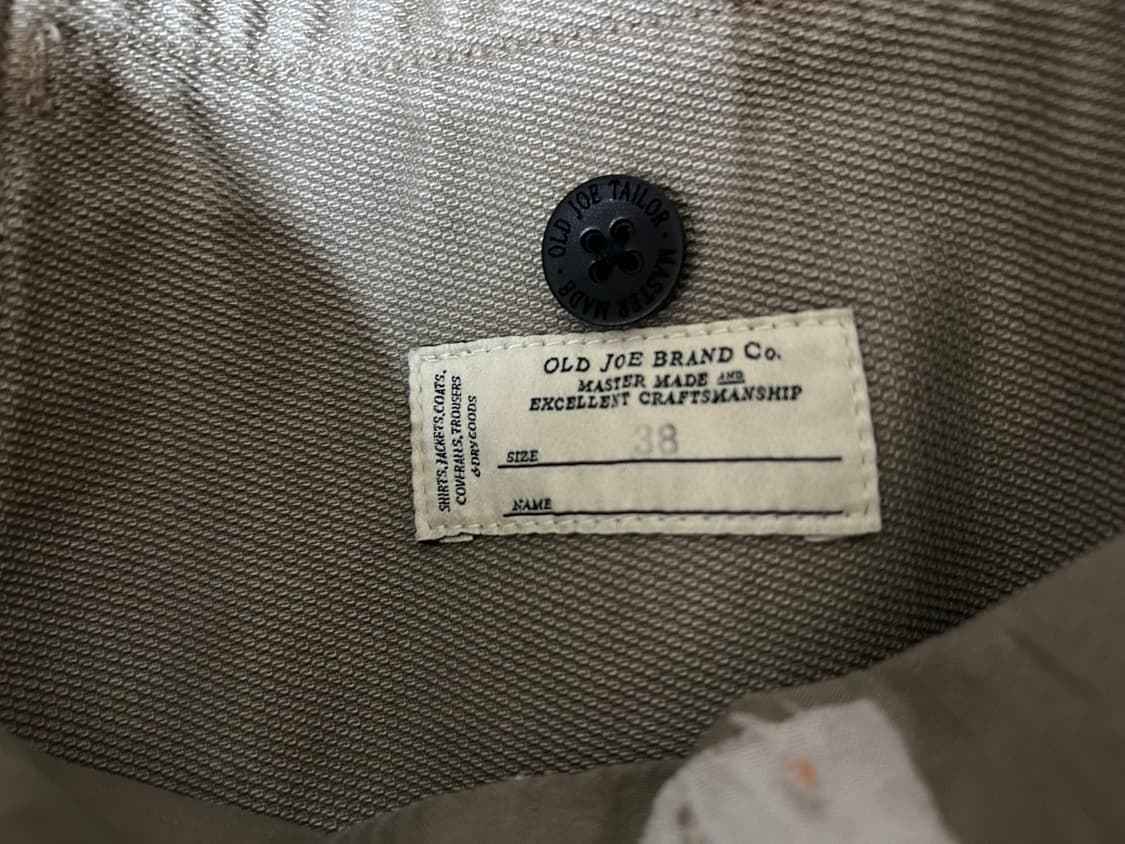 OLD JOE TAILOR · MASTER MADE ·
OLD JOE BRAND Co.
MASTER MADE AND
EXCELLENT CRAFTSMANSHIP
SIZE 38
NAME
SHIRTS, JACKETS, COATS,
COVERALLS, TROUSERS
& DRY GOODS